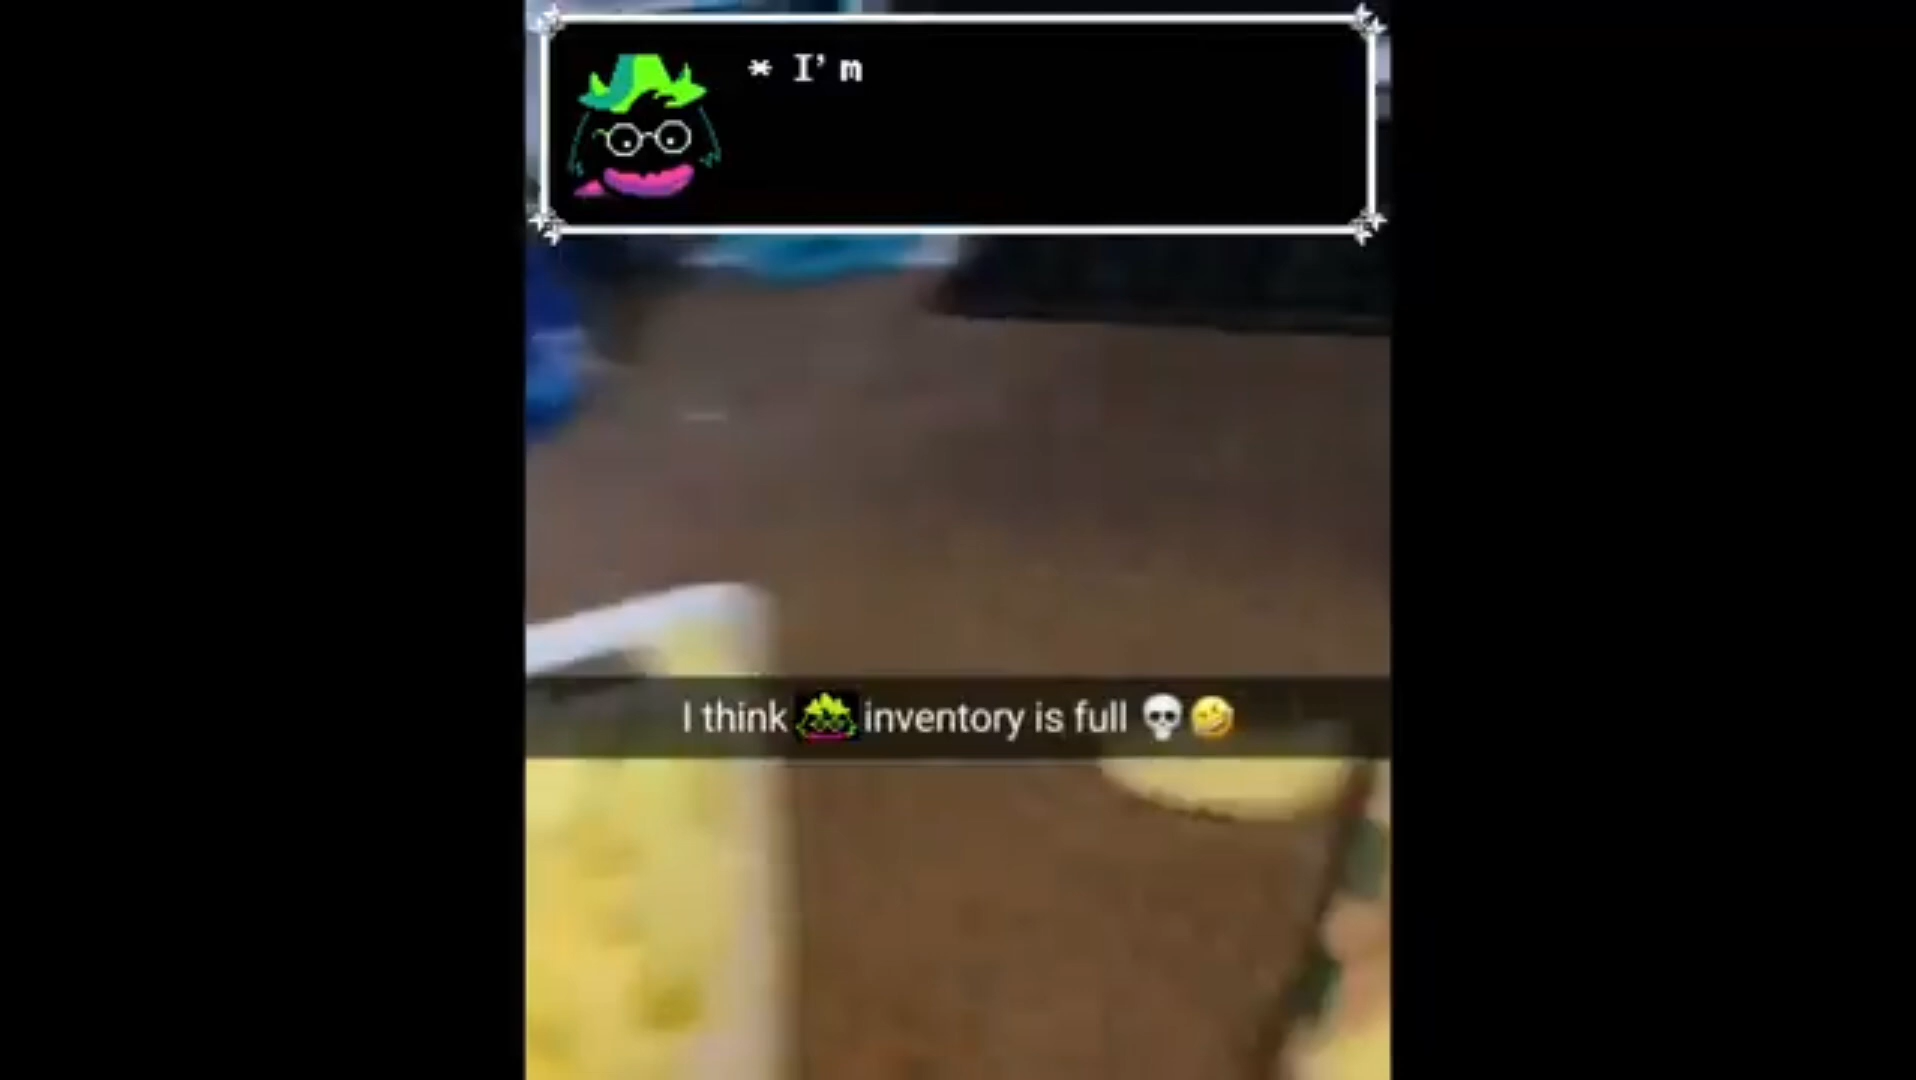 * I'm
I think inventory is full 💀🤣